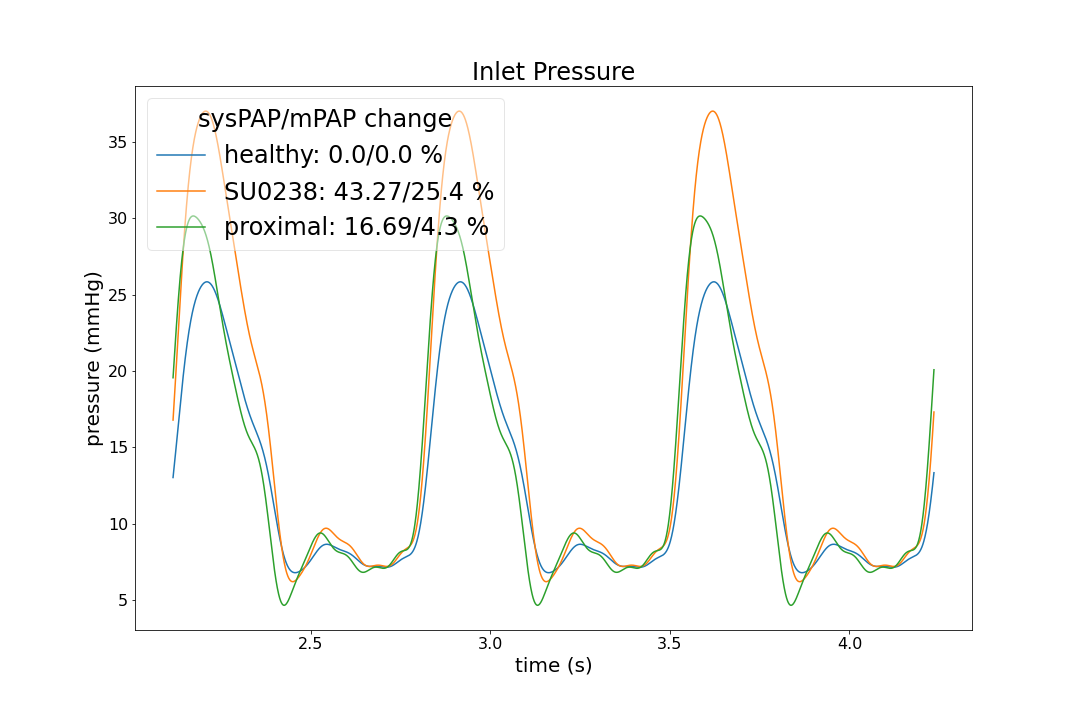 Inlet Pressure
sysPAP/mPAP change
healthy: 0.0/0.0 %
SU0238: 43.27/25.4 %
proximal: 16.69/4.3 %
pressure (mmHg)
35
30
25
20
15
10
5
2.5 3.0 3.5 4.0
time (s)